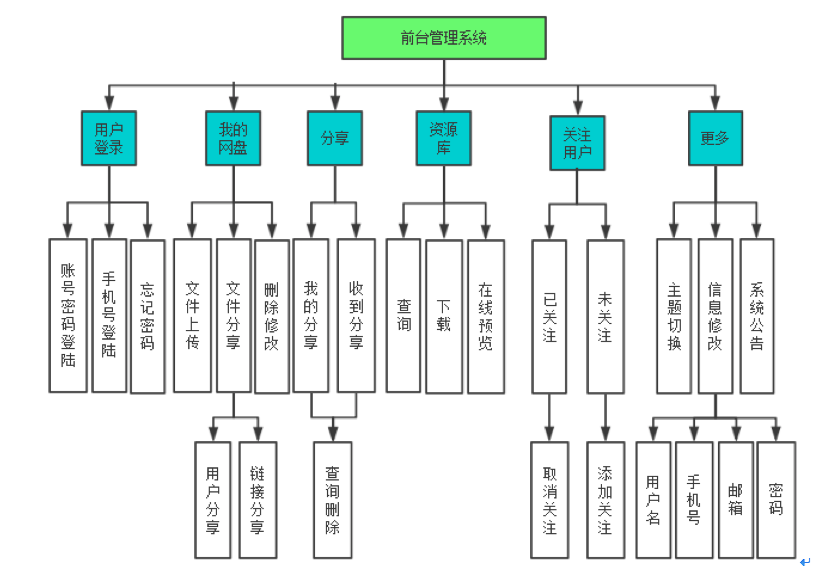 前台管理系统
用户
登录
我的
网盘
分享
资源
库
关注
用户
更多
账号密码登陆
手机号登陆
忘记密码
文件上传
文件分享
删除修改
我的分享
收到分享
查询
下载
在线预览
已关注
未关注
主题切换
信息修改
系统公告
用户分享
链接分享
查询删除
取消关注
添加关注
用户名
手机号
邮箱
密码